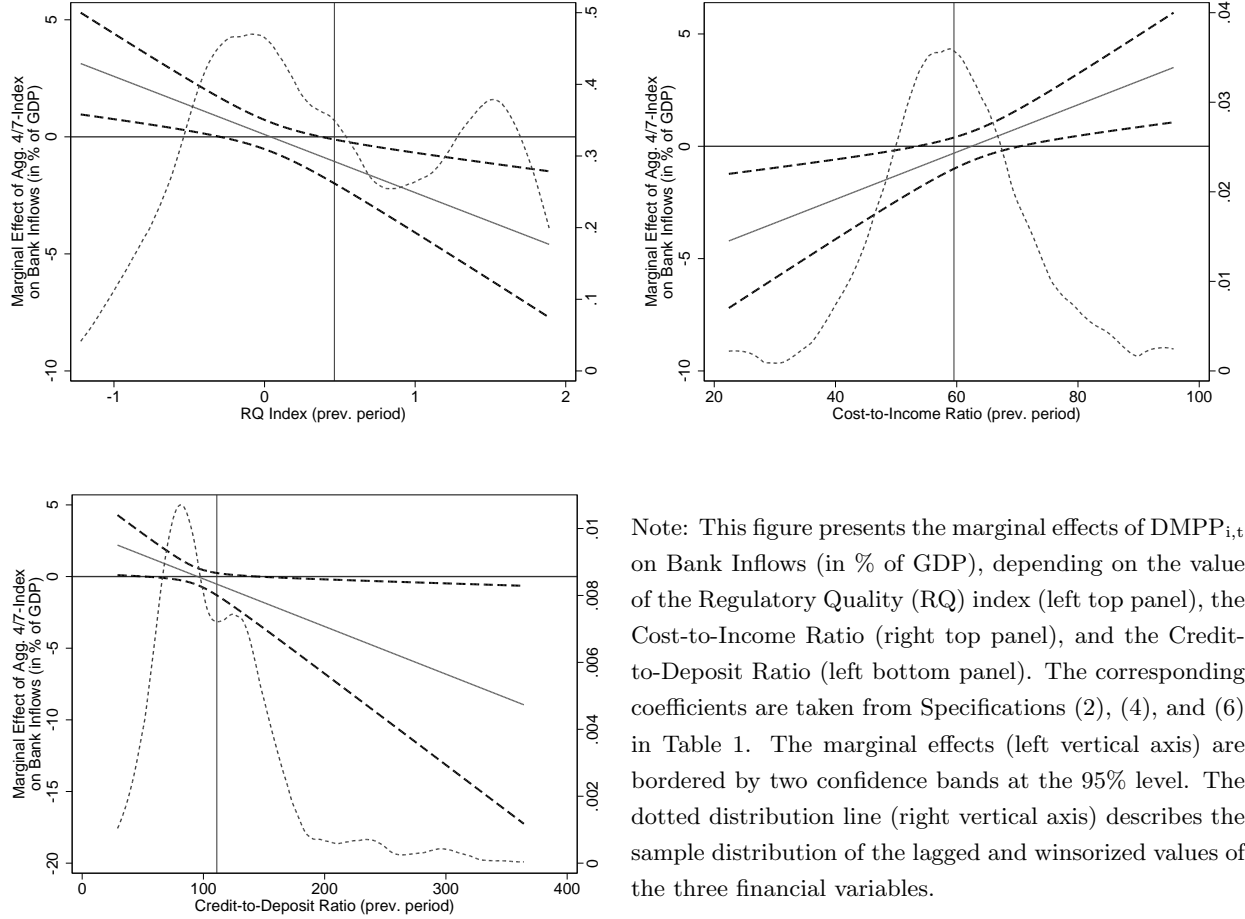 5
0
-5
-10
Marginal Effect of Agg. 4/7-Index
on Bank Inflows (in % of GDP)
.5
.4
.3
.2
.1
0
-1
0
1
2
RQ Index (prev. period)
5
0
-5
-10
Marginal Effect of Agg. 4/7-Index
on Bank Inflows (in % of GDP)
.04
.03
.02
.01
0
20
40
60
80
100
Cost-to-Income Ratio (prev. period)
5
0
-5
-10
-15
-20
Marginal Effect of Agg. 4/7-Index
on Bank Inflows (in % of GDP)
.01
.008
.006
.004
.002
0
0
100
200
300
400
Credit-to-Deposit Ratio (prev. period)
Note: This figure presents the marginal effects of DMPPi,t
on Bank Inflows (in % of GDP), depending on the value
of the Regulatory Quality (RQ) index (left top panel), the
Cost-to-Income Ratio (right top panel), and the Credit-
to-Deposit Ratio (left bottom panel). The corresponding
coefficients are taken from Specifications (2), (4), and (6)
in Table 1. The marginal effects (left vertical axis) are
bordered by two confidence bands at the 95% level. The
dotted distribution line (right vertical axis) describes the
sample distribution of the lagged and winsorized values of
the three financial variables.